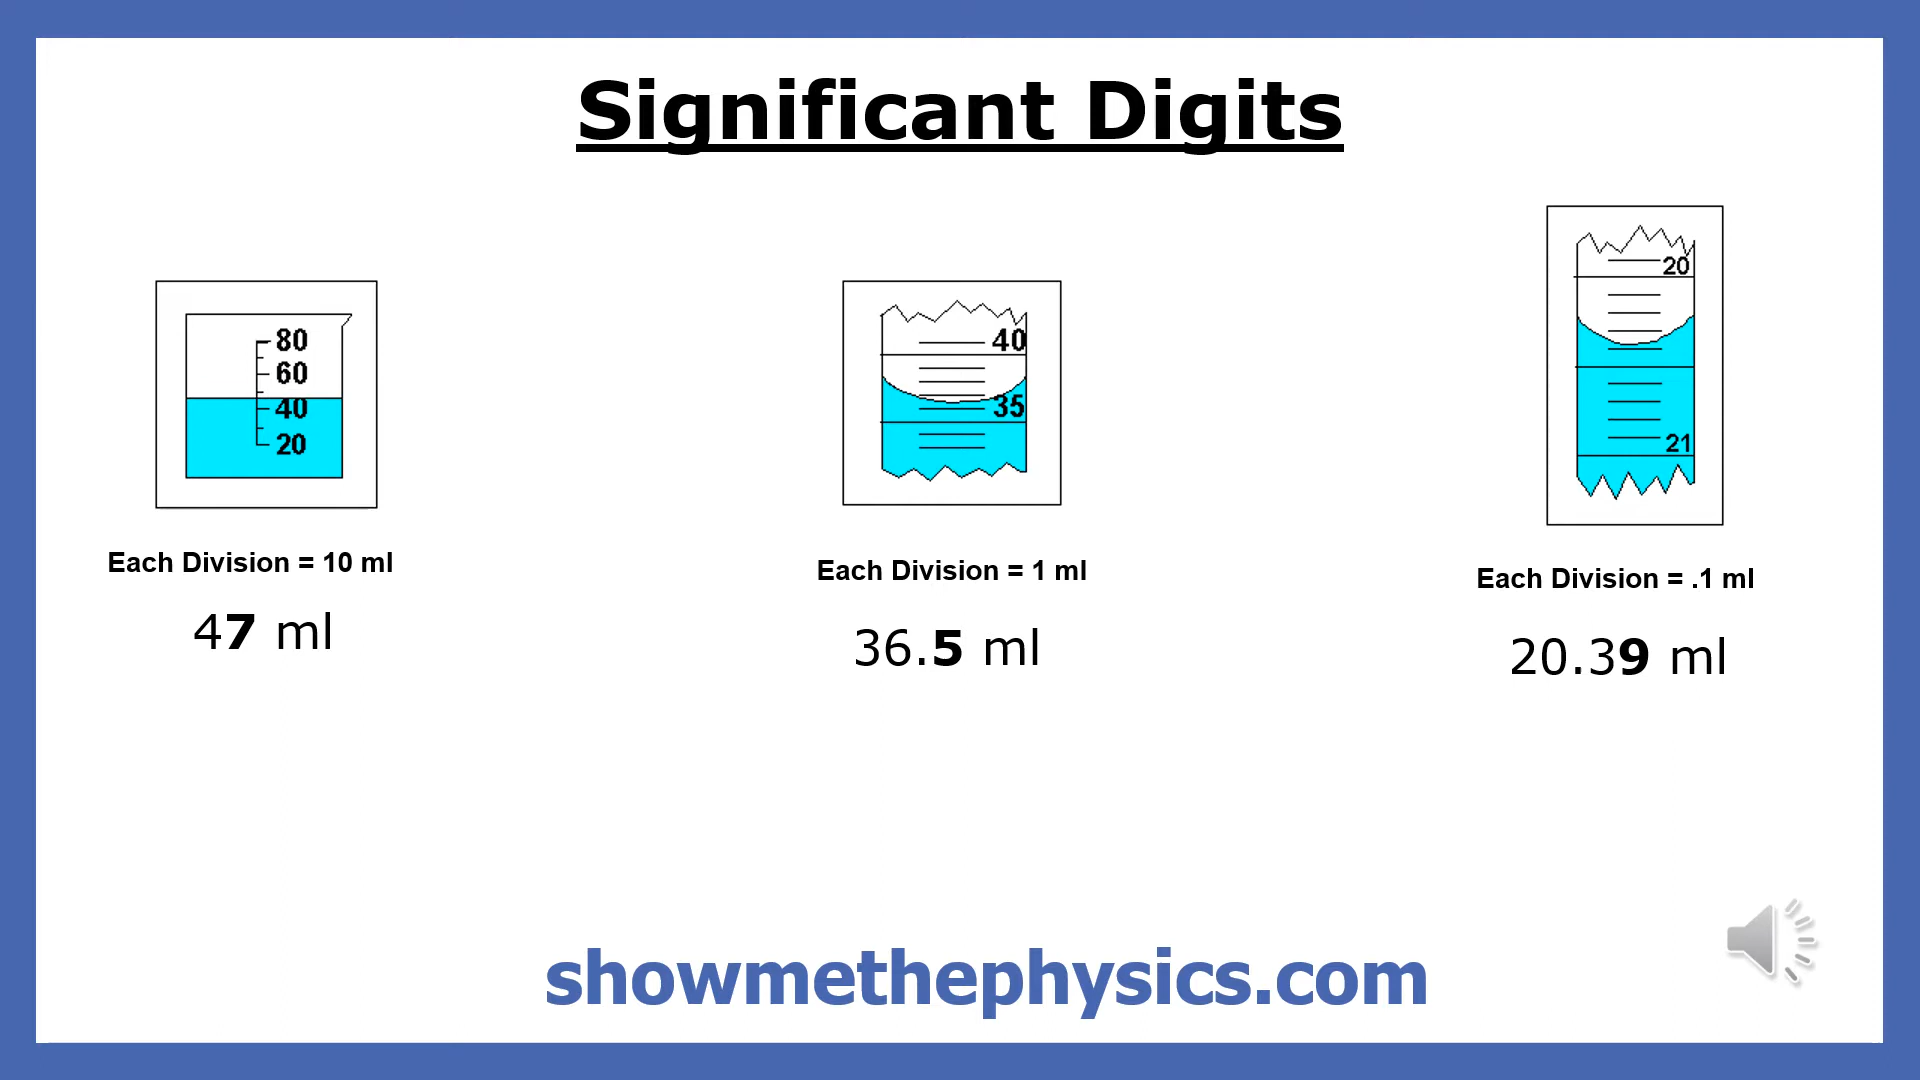 Significant Digits
80
60
40
20
Each Division = 10 ml
47 ml
40
35
Each Division = 1 ml
36.5 ml
20
21
Each Division = .1 ml
20.39 ml
showmethephysics.com